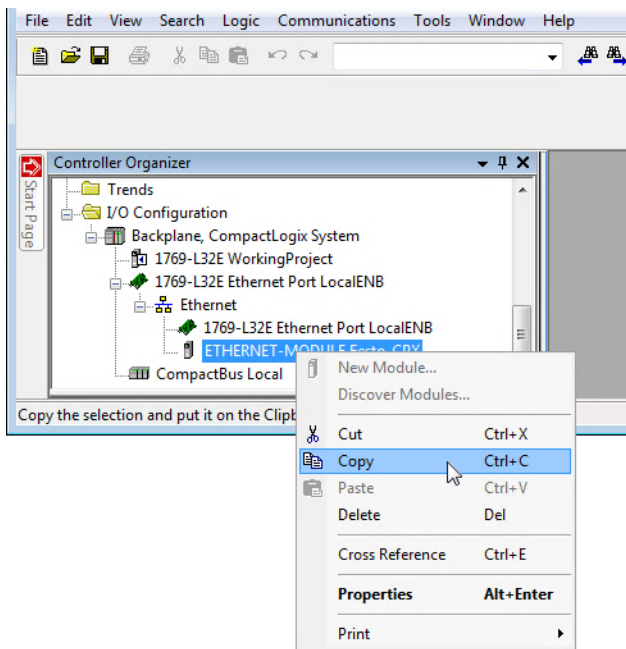 File Edit View Search Logic Communications Tools Window Help
Controller Organizer
Start Page
Trends
I/O Configuration
Backplane, CompactLogix System
1769-L32E WorkingProject
1769-L32E Ethernet Port LocalENB
Ethernet
1769-L32E Ethernet Port LocalENB
ETHERNET-MODULE Festo_CPX
CompactBus Local
Copy the selection and put it on the
New Module...
Discover Modules...
Cut Ctrl+X
Copy Ctrl+C
Paste Ctrl+V
Delete Del
Cross Reference Ctrl+E
Properties Alt+Enter
Print